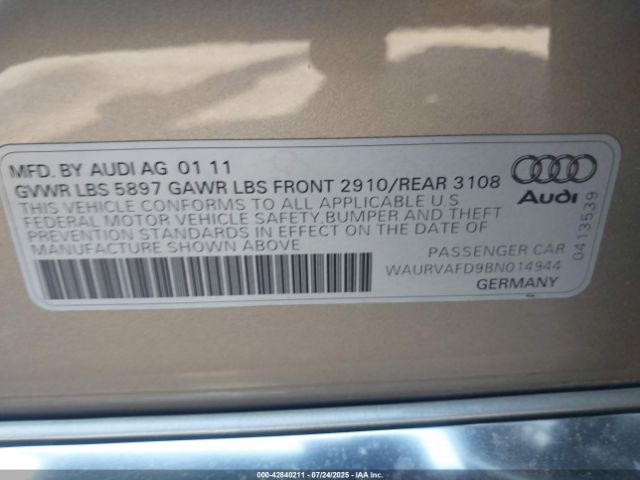 MFD. BY AUDI AG 01 11
GVWR LBS 5897 GAWR LBS FRONT 2910/REAR 3108
THIS VEHICLE CONFORMS TO ALL APPLICABLE U.S
FEDERAL MOTOR VEHICLE SAFETY,BUMPER AND THEFT
PREVENTION STANDARDS IN EFFECT ON THE DATE OF
MANUFACTURE SHOWN ABOVE
Audi
0413539
PASSENGER CAR
WAURVAFD9BN014944
GERMANY
000-42840211 - 07/24/2025 - IAAI